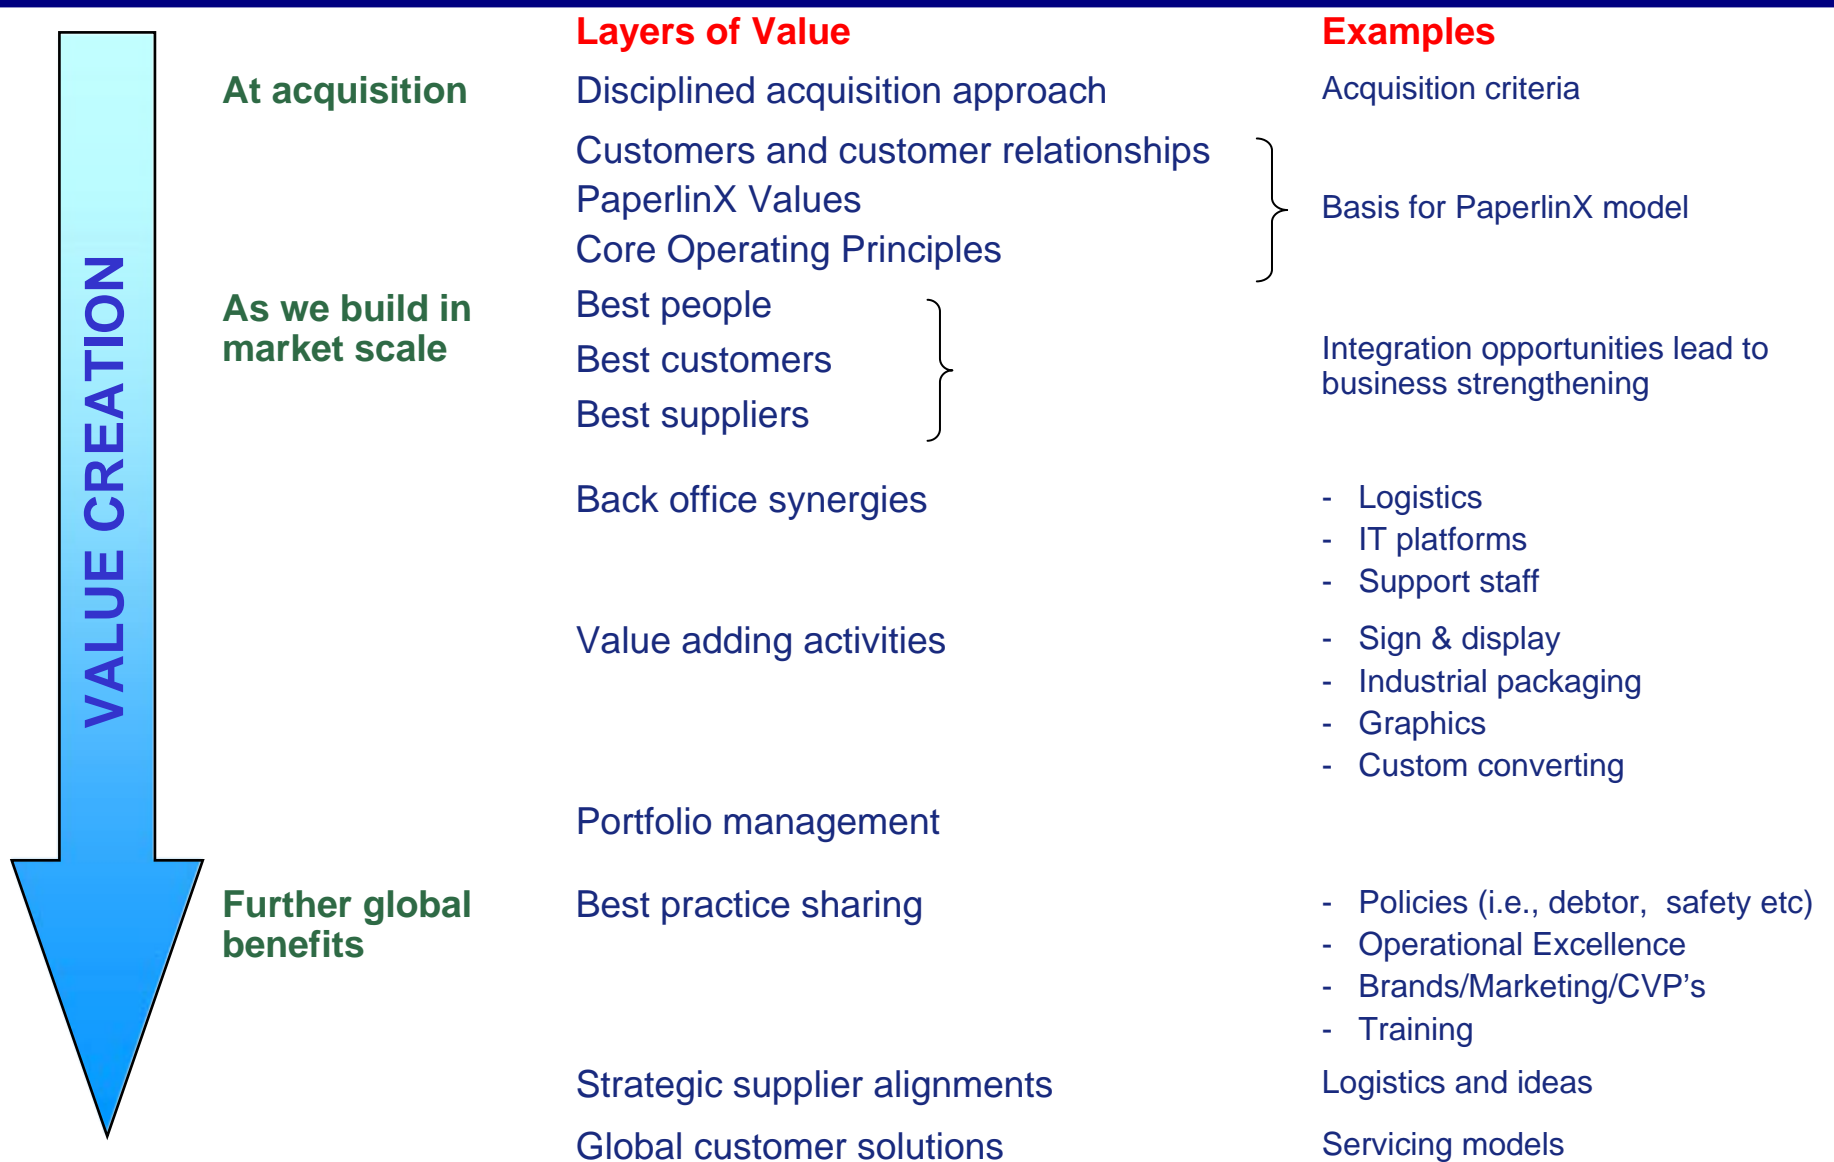 Layers of Value
Examples
VALUE CREATION
At acquisition
Disciplined acquisition approach
Acquisition criteria
Customers and customer relationships
PaperlinX Values
Core Operating Principles
Basis for PaperlinX model
As we build in
market scale
Best people
Best customers
Best suppliers
Integration opportunities lead to
business strengthening
Back office synergies
- Logistics
- IT platforms
- Support staff
Value adding activities
- Sign & display
- Industrial packaging
- Graphics
- Custom converting
Portfolio management
Further global
benefits
Best practice sharing
- Policies (i.e., debtor,  safety etc)
- Operational Excellence
- Brands/Marketing/CVP’s
- Training
Strategic supplier alignments
Logistics and ideas
Global customer solutions
Servicing models